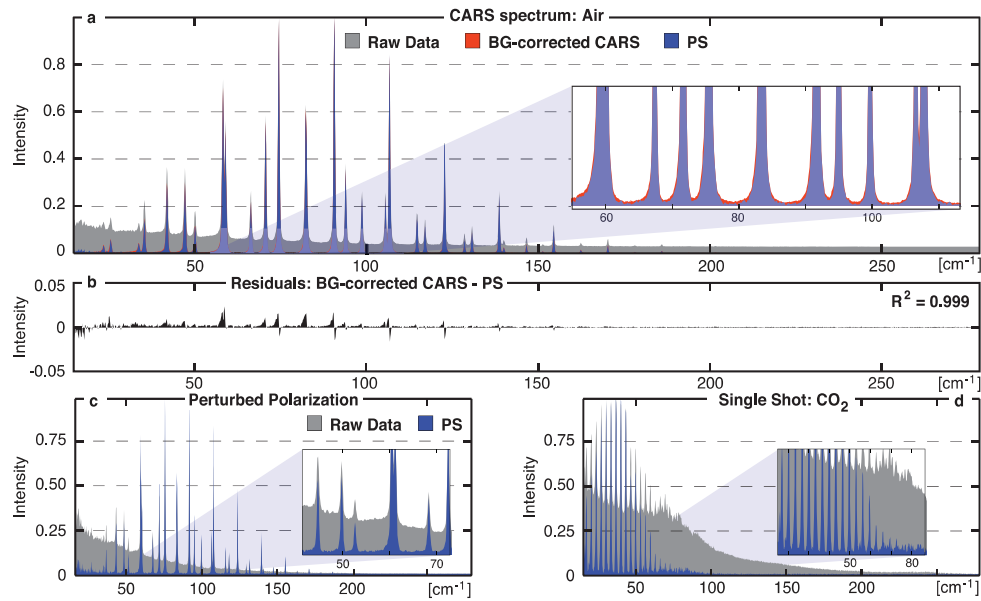 a CARS spectrum: Air
Raw Data BG-corrected CARS PS
Intensity
0.8
0.6
0.4
0.2
0
60 80 100
50 100 150 200 250 [cm-1]
b Residuals: BG-corrected CARS - PS
R2 = 0.999
Intensity
0.05
0
-0.05
50 100 150 200 250 [cm-1]
c Perturbed Polarization
Raw Data PS
Intensity
0.75
0.50
0.25
0
50 70
50 100 150 200 250 [cm-1]
Single Shot: CO2 d
Intensity
0.75
0.50
0.25
0
50 80
50 100 150 200 [cm-1]